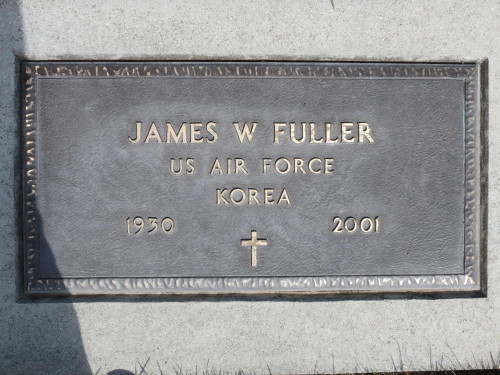 JAMES W FULLER
US AIR FORCE
KOREA
1930 2001